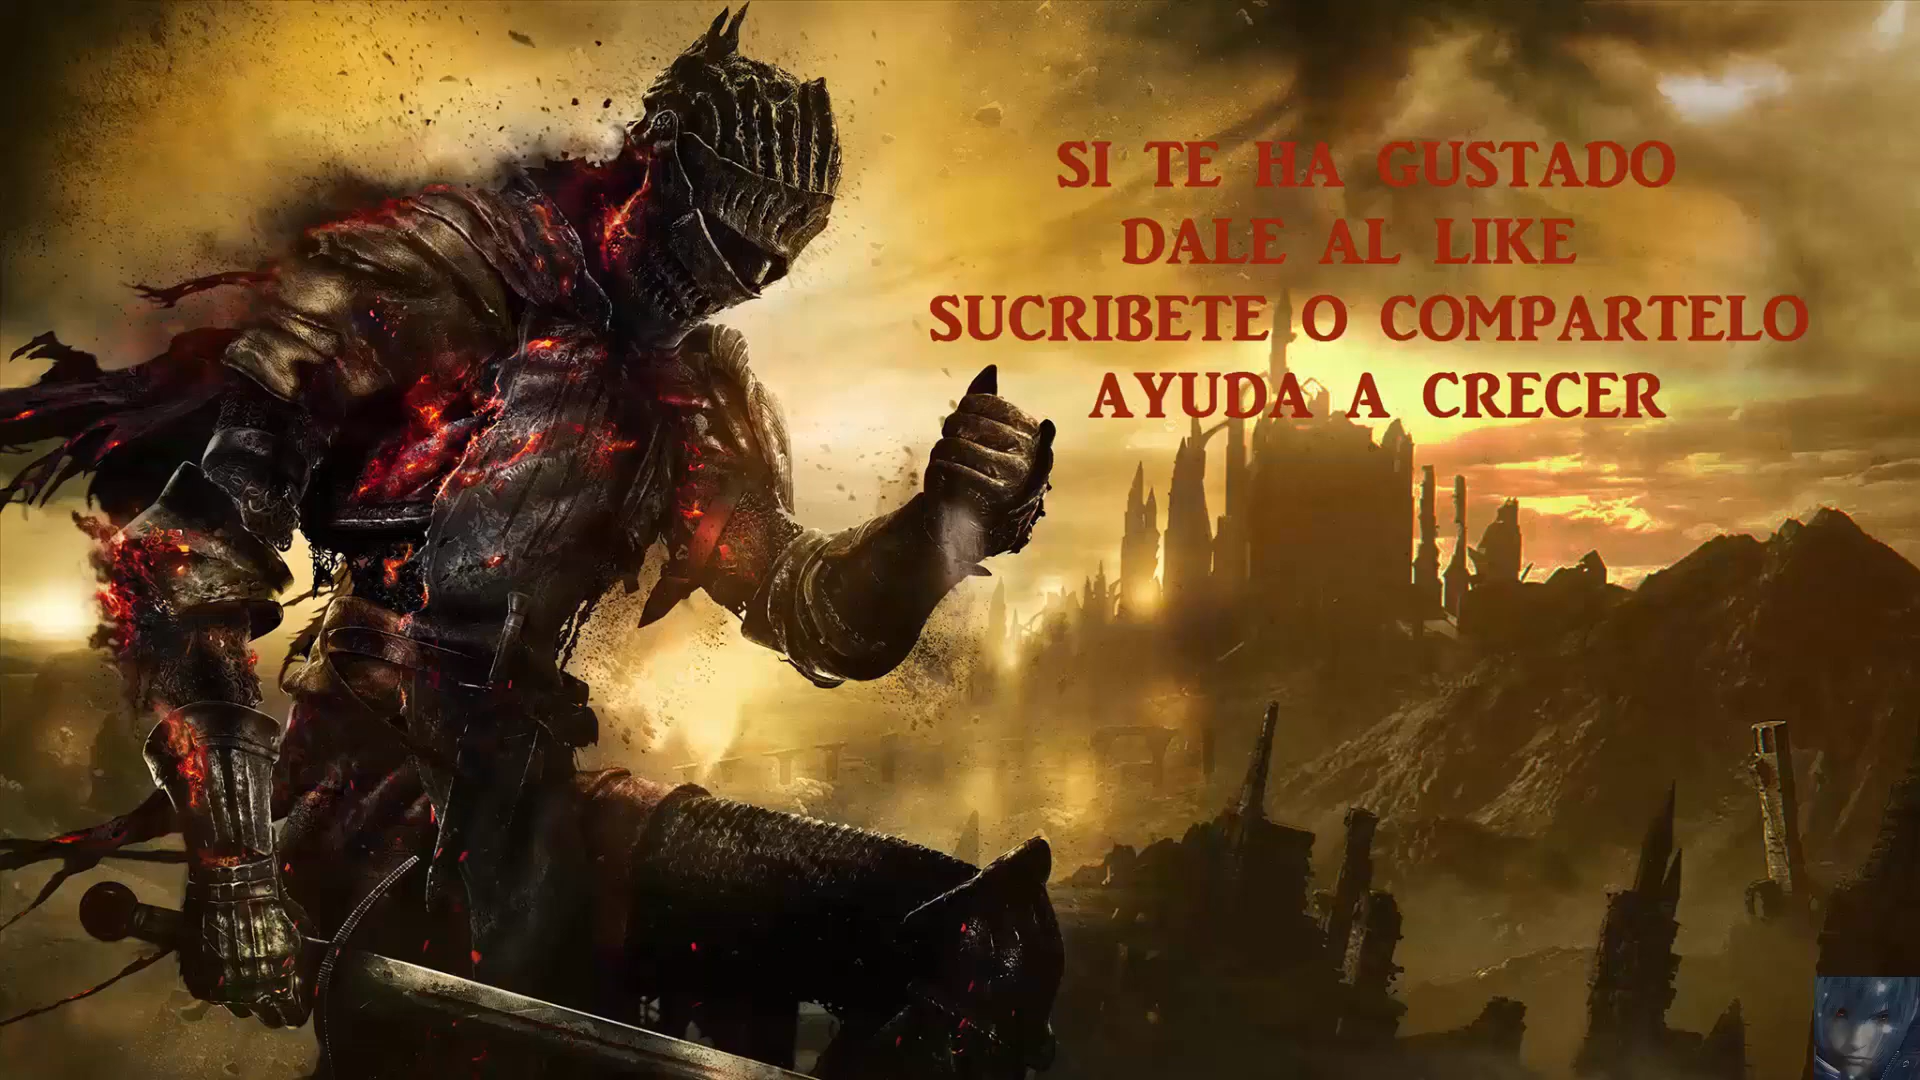 SI TE HA GUSTADO
DALE AL LIKE
SUCRIBETE O COMPARTELO
AYUDA A CRECER